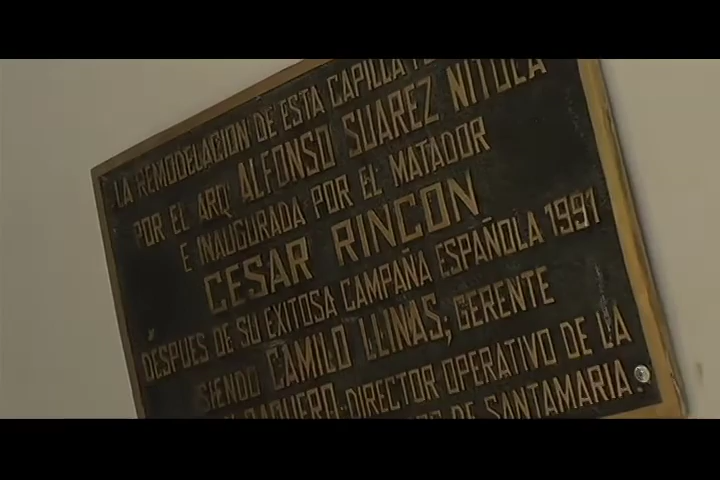 LA REMODELACION DE ESTA CAPILLA
POR EL ARQ ALFONSO SUAREZ NITOLA
E INAUGURADA POR EL MATADOR
CESAR RINCON
DESPUES DE SU EXITOSA CAMPAÑA ESPAÑOLA 1991
SIENDO CAMILO LLINAS; GERENTE
DIRECTOR OPERATIVO DE LA
DE SANTAMARIA.